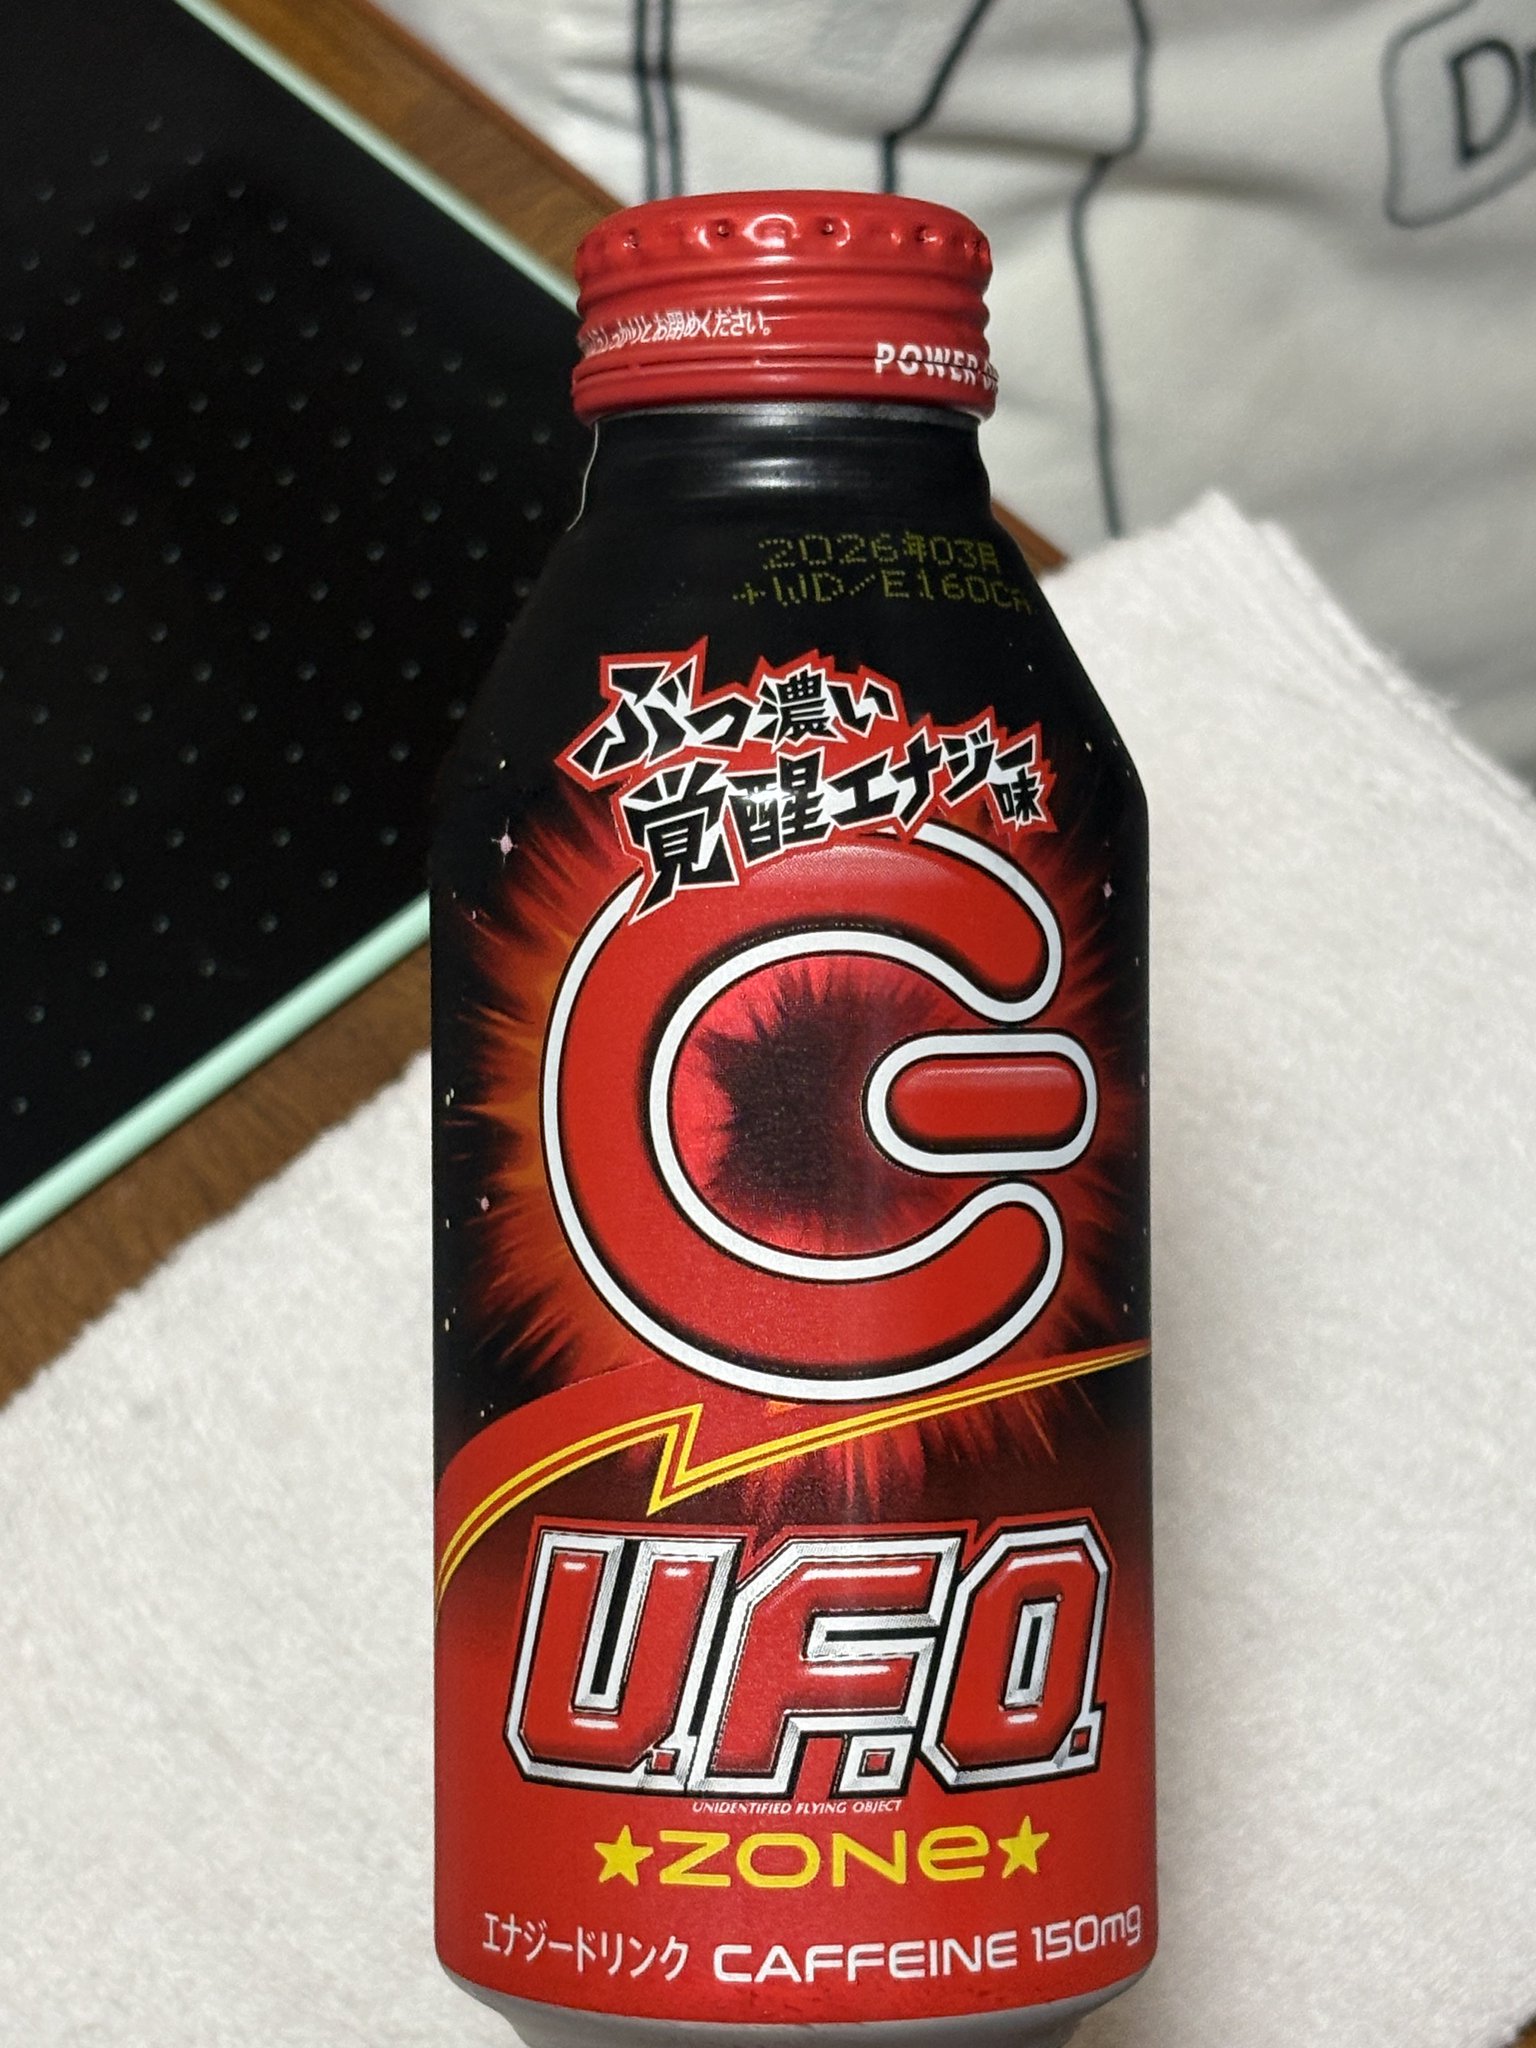 しっかりとお閉めください。
POWER
2026年03月
+WD/E160C
ぶっ濃い
覚醒エナジー味
U.F.O.
UNIDENTIFIED FLYING OBJECT
★ZONe★
エナジードリンク CAFFEINE 150mg